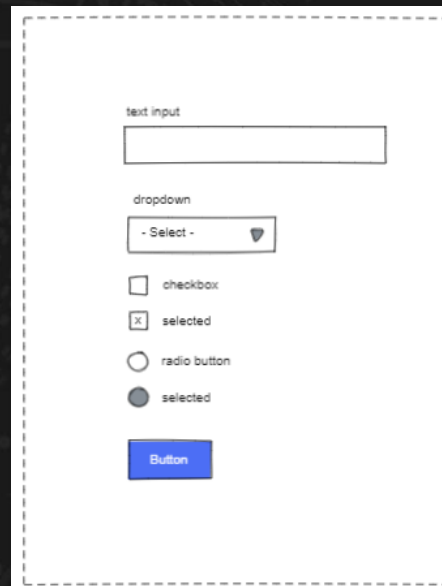 text input
dropdown
- Select -
checkbox
x selected
radio button
selected
Button